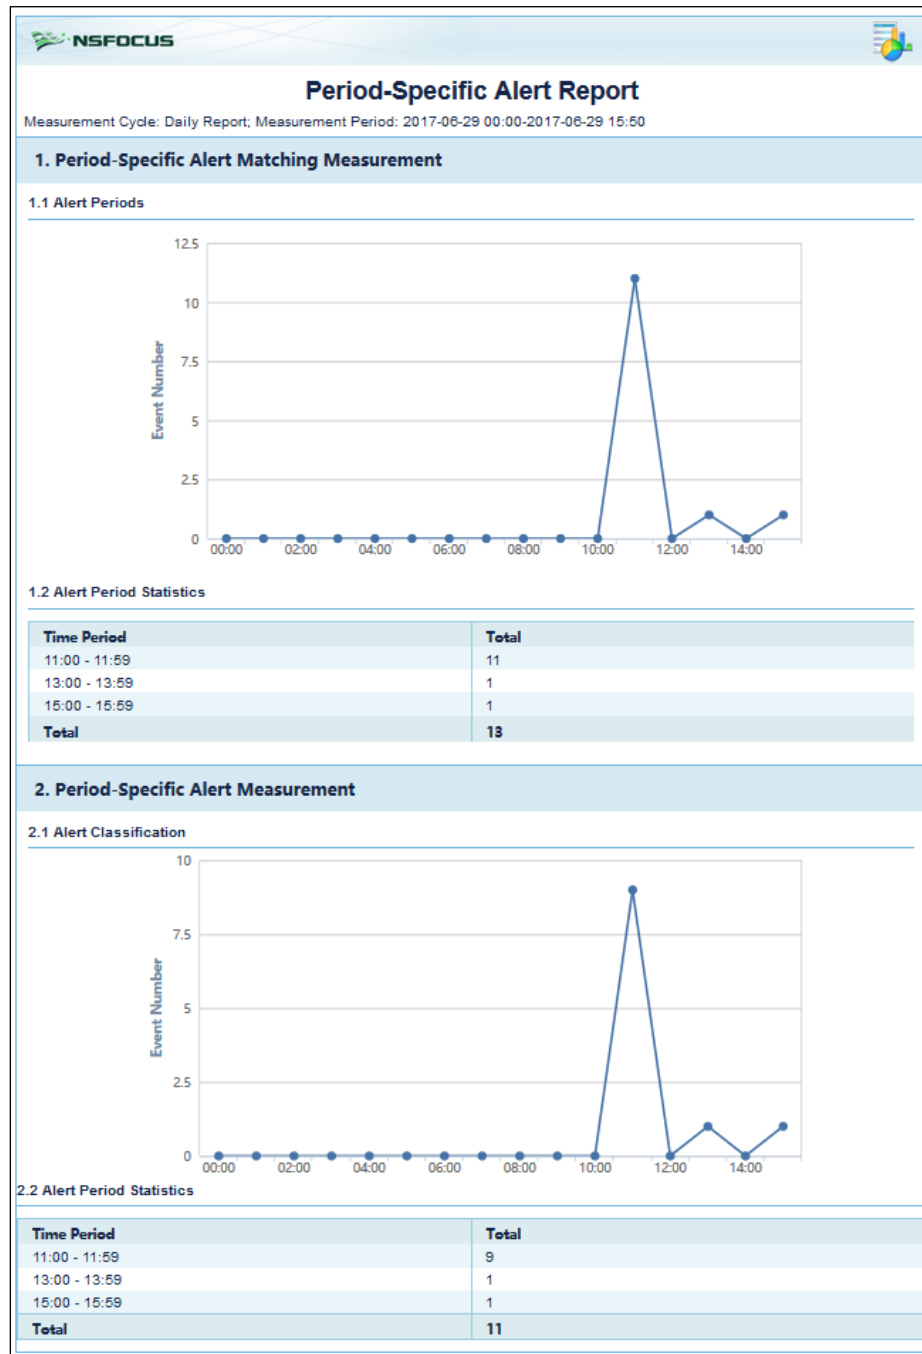 NSFOCUS
Period-Specific Alert Report
Measurement Cycle: Daily Report; Measurement Period: 2017-06-29 00:00-2017-06-29 15:50
1. Period-Specific Alert Matching Measurement
1.1 Alert Periods
12.5
10
7.5
5
2.5
0
Event Number
00:00 02:00 04:00 06:00 08:00 10:00 12:00 14:00
1.2 Alert Period Statistics
Time Period Total
11:00 - 11:59 11
13:00 - 13:59 1
15:00 - 15:59 1
Total 13
2. Period-Specific Alert Measurement
2.1 Alert Classification
10
7.5
5
2.5
0
Event Number
00:00 02:00 04:00 06:00 08:00 10:00 12:00 14:00
2.2 Alert Period Statistics
Time Period Total
11:00 - 11:59 9
13:00 - 13:59 1
15:00 - 15:59 1
Total 11